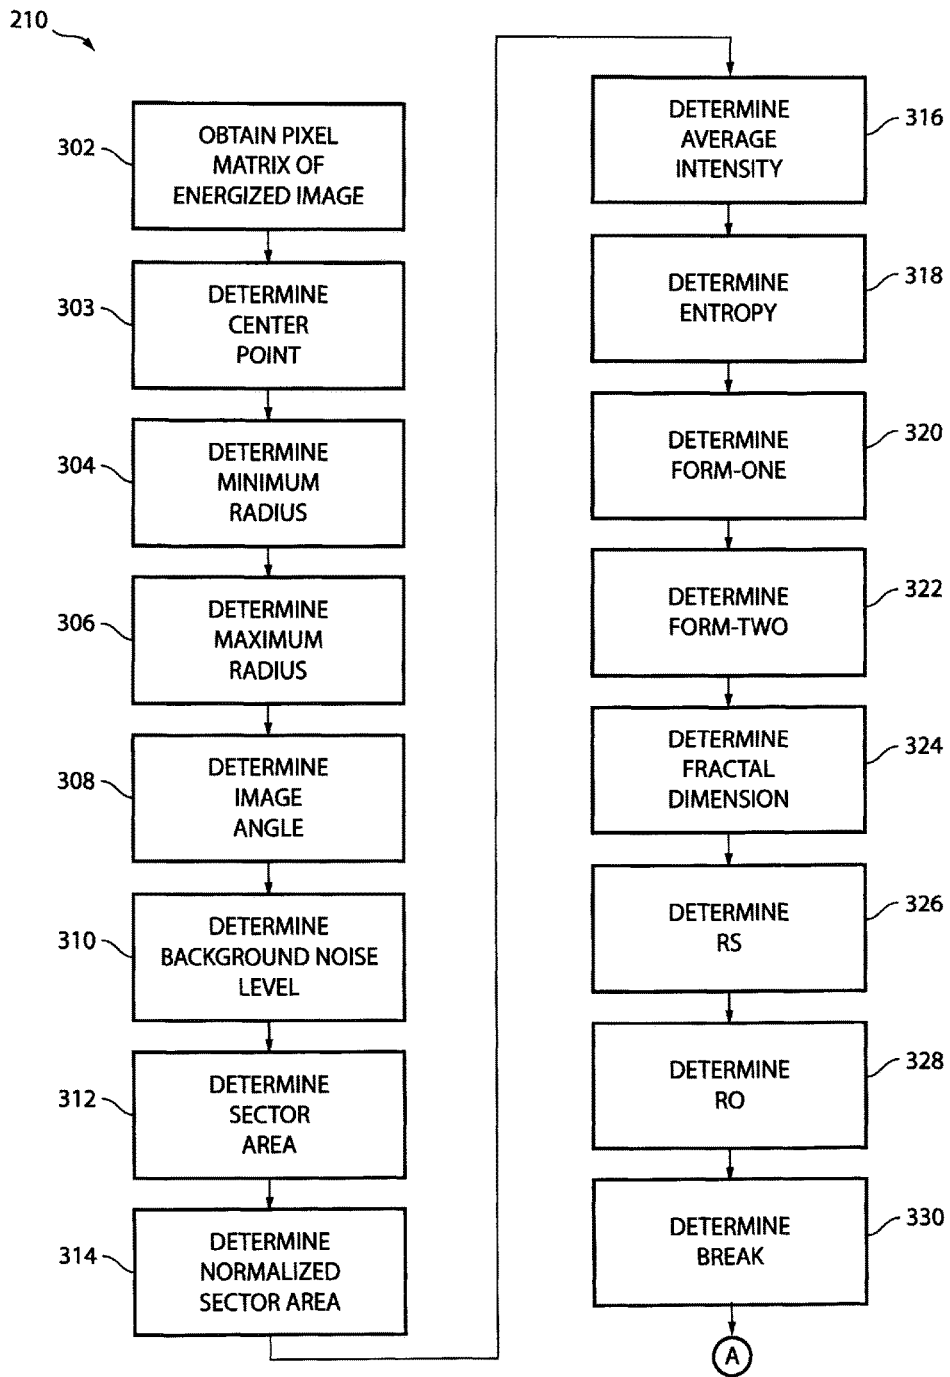 210
302
OBTAIN PIXEL
MATRIX OF
ENERGIZED IMAGE
303
DETERMINE
CENTER
POINT
304
DETERMINE
MINIMUM
RADIUS
306
DETERMINE
MAXIMUM
RADIUS
308
DETERMINE
IMAGE
ANGLE
310
DETERMINE
BACKGROUND NOISE
LEVEL
312
DETERMINE
SECTOR
AREA
314
DETERMINE
NORMALIZED
SECTOR AREA
DETERMINE
AVERAGE
INTENSITY
316
DETERMINE
ENTROPY
318
DETERMINE
FORM-ONE
320
DETERMINE
FORM-TWO
322
DETERMINE
FRACTAL
DIMENSION
324
DETERMINE
RS
326
DETERMINE
RO
328
DETERMINE
BREAK
330
A